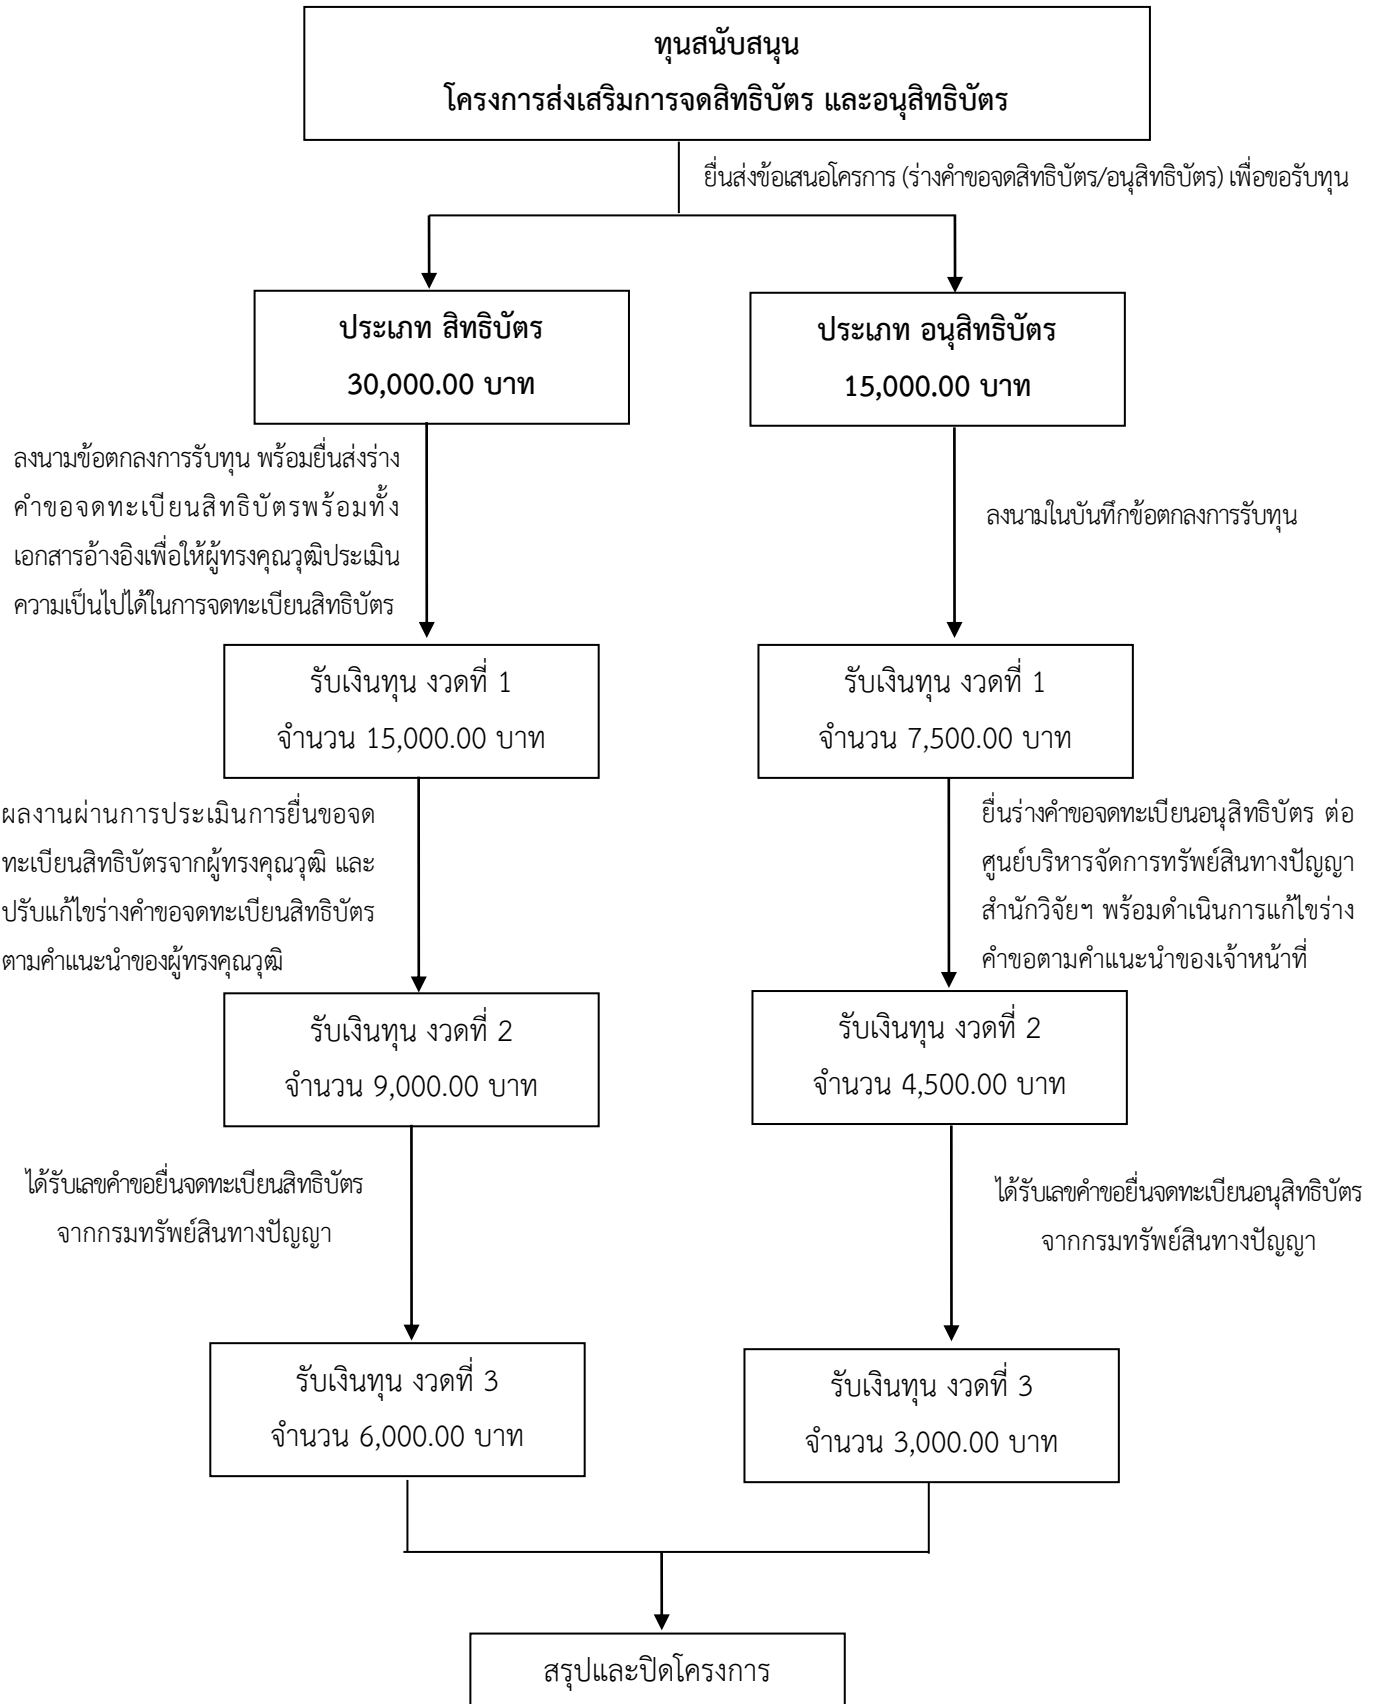 ทุนสนับสนุน
โครงการส่งเสริมการจดสิทธิบัตร และอนุสิทธิบัตร
ยื่นส่งข้อเสนอโครงการ (ร่างคำขอจดสิทธิบัตร/อนุสิทธิบัตร) เพื่อขอรับทุน
ประเภท สิทธิบัตร
30,000.00 บาท
ประเภท อนุสิทธิบัตร
15,000.00 บาท
ลงนามข้อตกลงการรับทุน พร้อมยื่นส่งร่าง
คำขอจดทะเบียนสิทธิบัตรพร้อมทั้ง
เอกสารอ้างอิงเพื่อให้ผู้ทรงคุณวุฒิประเมิน
ความเป็นไปได้ในการจดทะเบียนสิทธิบัตร
ลงนามในบันทึกข้อตกลงการรับทุน
รับเงินทุน งวดที่ 1
จำนวน 15,000.00 บาท
รับเงินทุน งวดที่ 1
จำนวน 7,500.00 บาท
ผลงานผ่านการประเมินการยื่นขอจด
ทะเบียนสิทธิบัตรจากผู้ทรงคุณวุฒิ และ
ปรับแก้ไขร่างคำขอจดทะเบียนสิทธิบัตร
ตามคำแนะนำของผู้ทรงคุณวุฒิ
ยื่นร่างคำขอจดทะเบียนอนุสิทธิบัตร ต่อ
ศูนย์บริหารจัดการทรัพย์สินทางปัญญา
สำนักวิจัยฯ พร้อมดำเนินการแก้ไขร่าง
คำขอตามคำแนะนำของเจ้าหน้าที่
รับเงินทุน งวดที่ 2
จำนวน 9,000.00 บาท
รับเงินทุน งวดที่ 2
จำนวน 4,500.00 บาท
ได้รับเลขคำขอยื่นจดทะเบียนสิทธิบัตร
จากกรมทรัพย์สินทางปัญญา
ได้รับเลขคำขอยื่นจดทะเบียนอนุสิทธิบัตร
จากกรมทรัพย์สินทางปัญญา
รับเงินทุน งวดที่ 3
จำนวน 6,000.00 บาท
รับเงินทุน งวดที่ 3
จำนวน 3,000.00 บาท
สรุปและปิดโครงการ